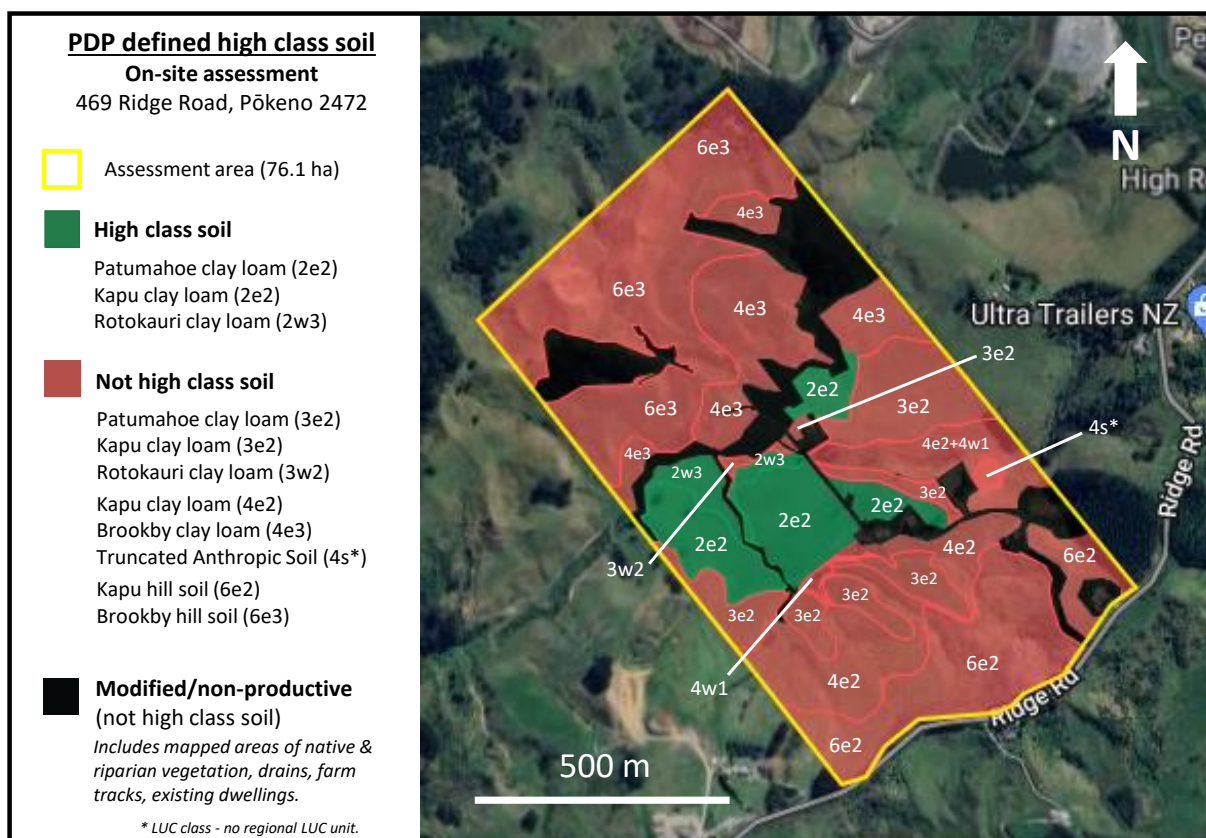 PDP defined high class soil
On-site assessment
469 Ridge Road, Pōkeno 2472
Assessment area (76.1 ha)
High class soil
Patumahoe clay loam (2e2)
Kapu clay loam (2e2)
Rotokauri clay loam (2w3)
Not high class soil
Patumahoe clay loam (3e2)
Kapu clay loam (3e2)
Rotokauri clay loam (3w2)
Kapu clay loam (4e2)
Brookby clay loam (4e3)
Truncated Anthropic Soil (4s*)
Kapu hill soil (6e2)
Brookby hill soil (6e3)
Modified/non-productive
(not high class soil)
Includes mapped areas of native &
riparian vegetation, drains, farm
tracks, existing dwellings.
* LUC class - no regional LUC unit.
Pe
N
High R
6e3
4e3
6e3
4e3
4e3
Ultra Trailers NZ
3e2
2e2
6e3
4e3
3e2
4s*
4e2+4w1
4e3
2w3
2w3
3e2
2e2
2e2
2e2
4e2
6e2
Ridge Rd
3w2
3e2
3e2
3e2
3e2
4w1
4e2
6e2
6e2
Ridge Rd
500 m